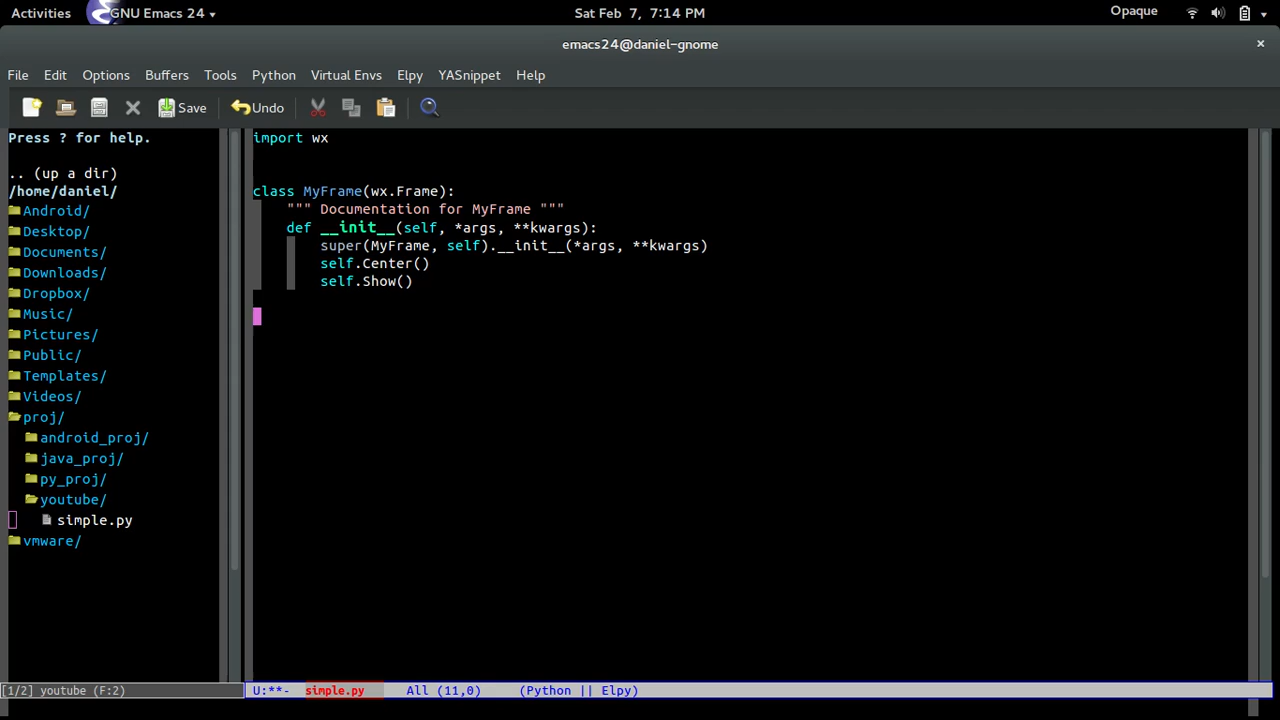 Activities GNU Emacs 24 Sat Feb 7, 7:14 PM Opaque
emacs24@daniel-gnome ×
File Edit Options Buffers Tools Python Virtual Envs Elpy YASnippet Help
Save Undo
Press ? for help.
.. (up a dir)
/home/daniel/
Android/
Desktop/
Documents/
Downloads/
Dropbox/
Music/
Pictures/
Public/
Templates/
Videos/
proj/
android_proj/
java_proj/
py_proj/
youtube/
simple.py
vmware/
[1/2] youtube (F:2)
import wx
class MyFrame(wx.Frame):
""" Documentation for MyFrame """
def __init__(self, *args, **kwargs):
super(MyFrame, self).__init__(*args, **kwargs)
self.Center()
self.Show()
U:**- simple.py All (11,0) (Python || Elpy)